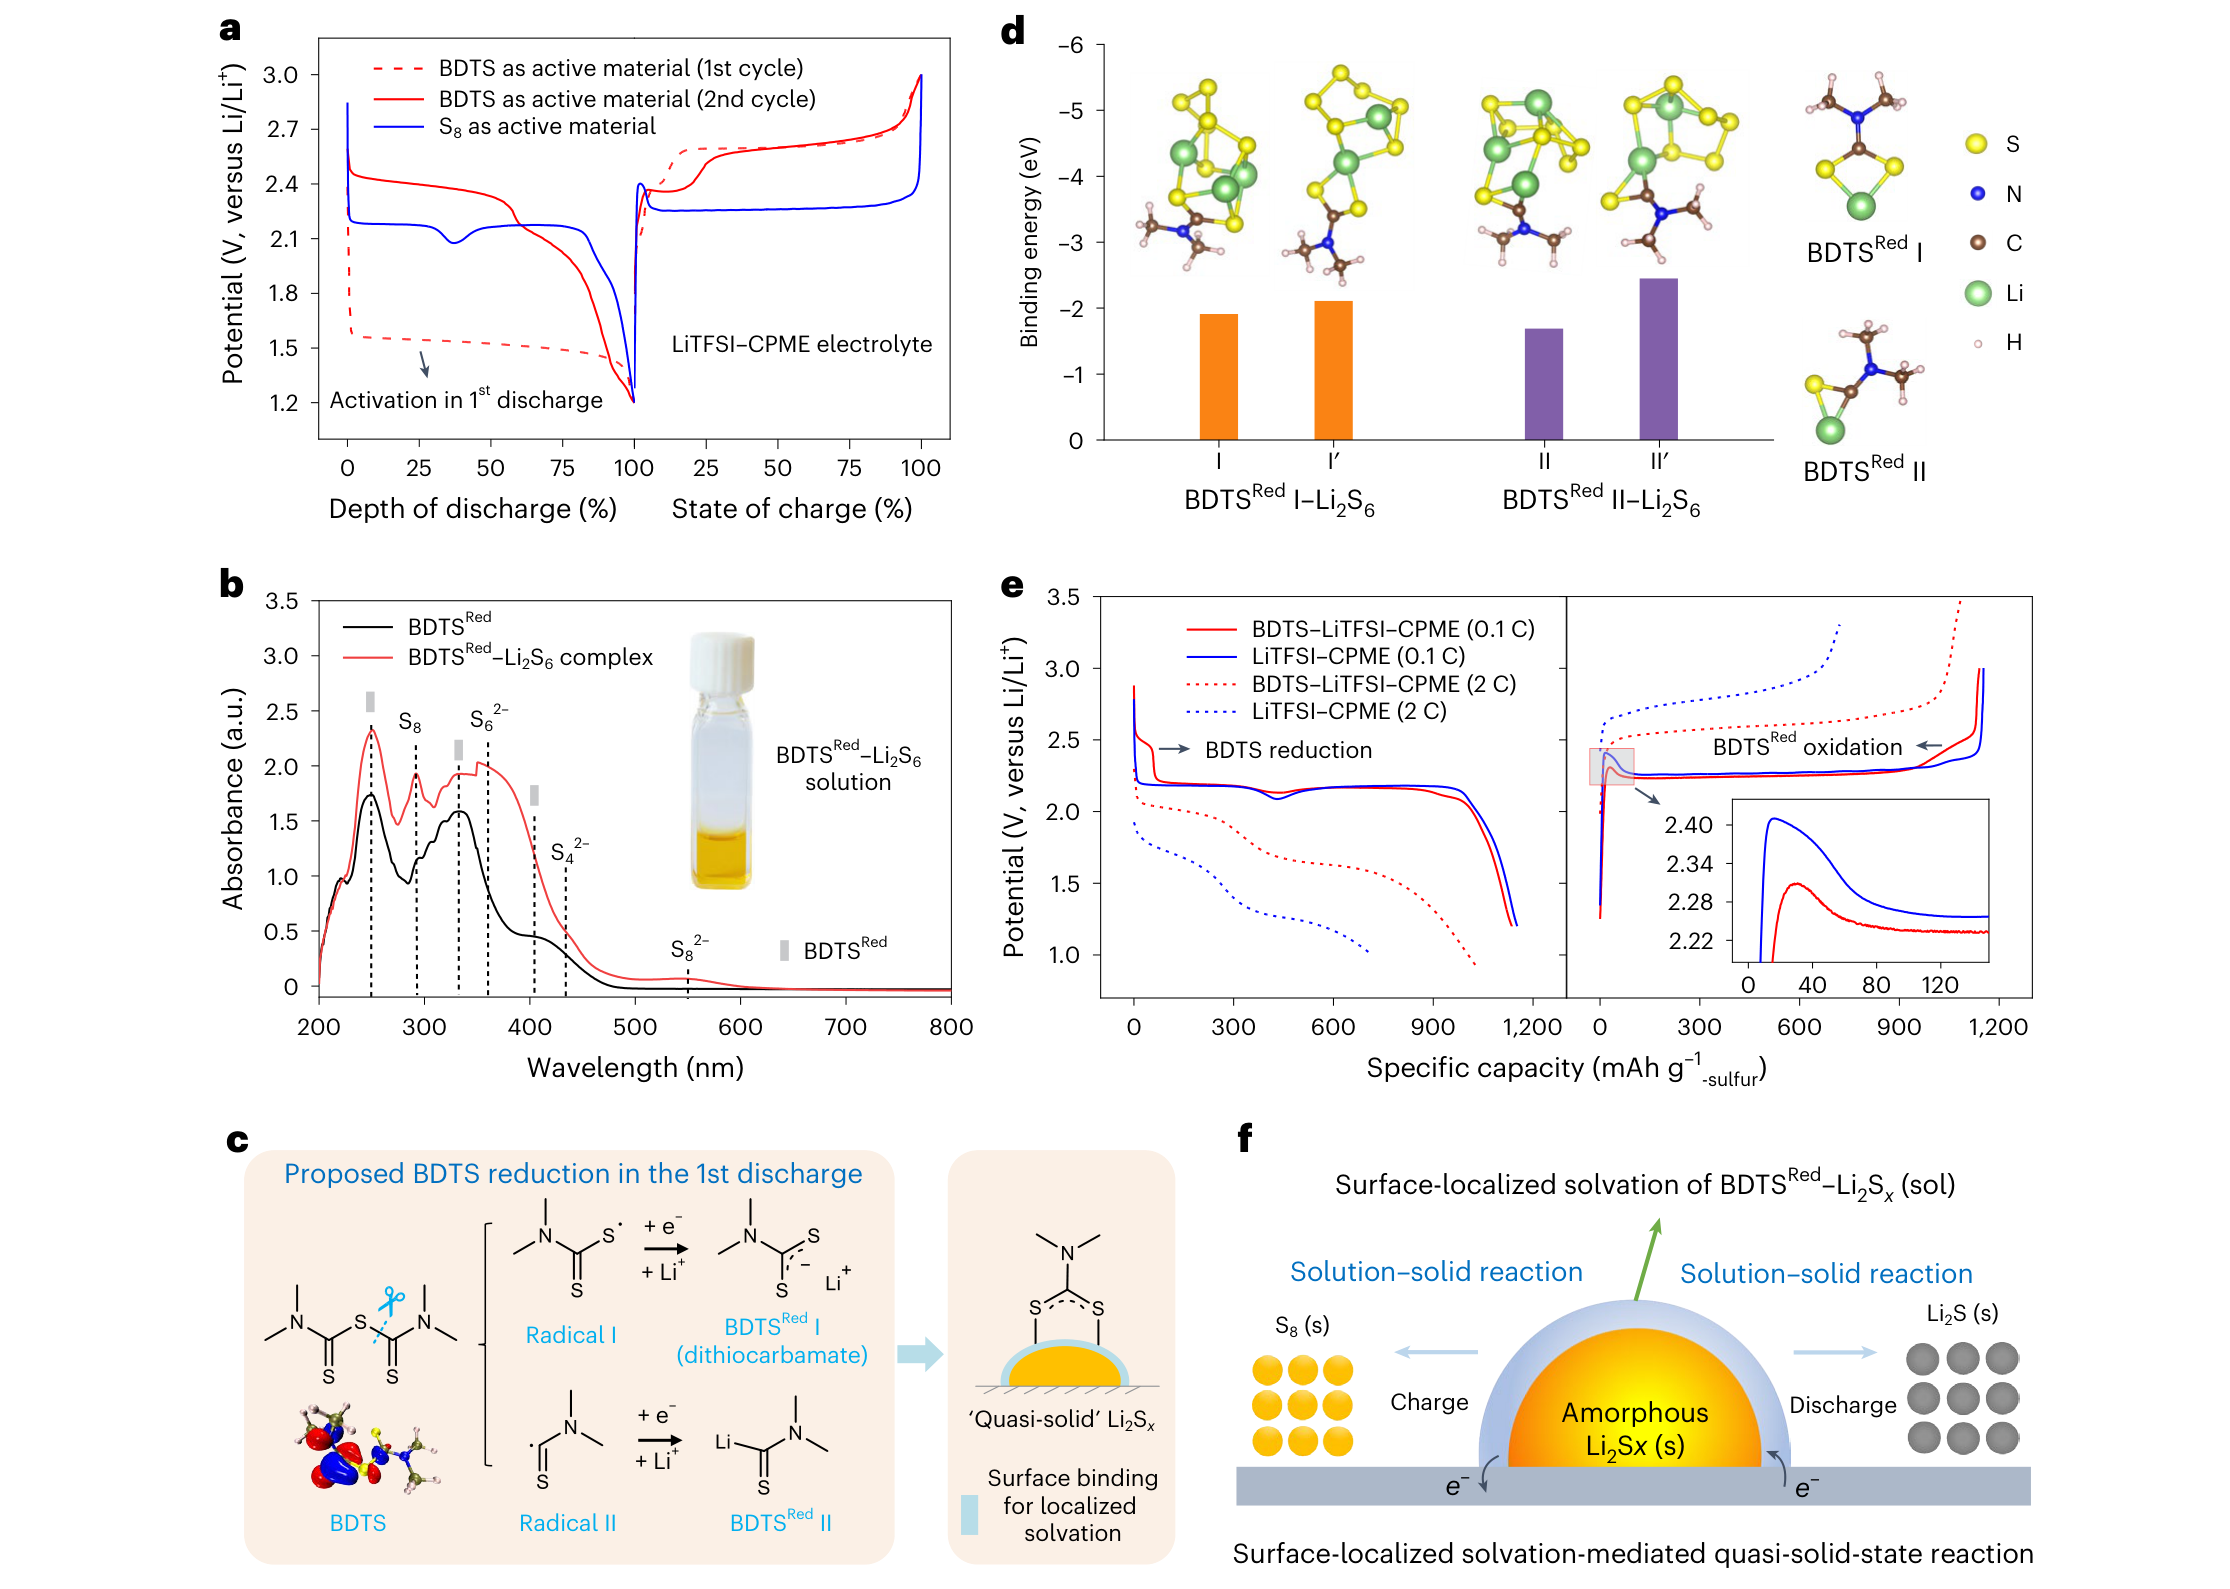 a
BDTS as active material (1st cycle)
BDTS as active material (2nd cycle)
S8 as active material
Potential (V, versus Li/Li+)
3.0
2.7
2.4
2.1
1.8
1.5
1.2
LiTFSI–CPME electrolyte
Activation in 1st discharge
0 25 50 75 100 25 50 75 100
Depth of discharge (%) State of charge (%)
d
Binding energy (eV)
–6
–5
–4
–3
–2
–1
0
I I′ II II′
BDTSRed I–Li2S6 BDTSRed II–Li2S6
BDTSRed I
BDTSRed II
S
N
C
Li
H
b
Absorbance (a.u.)
3.5
3.0
2.5
2.0
1.5
1.0
0.5
0
BDTSRed
BDTSRed–Li2S6 complex
S8
S6 2–
S4 2–
S8 2–
BDTSRed–Li2S6
solution
BDTSRed
200 300 400 500 600 700 800
Wavelength (nm)
e
Potential (V, versus Li/Li+)
3.5
3.0
2.5
2.0
1.5
1.0
BDTS–LiTFSI–CPME (0.1 C)
LiTFSI–CPME (0.1 C)
BDTS–LiTFSI–CPME (2 C)
LiTFSI–CPME (2 C)
BDTS reduction
BDTSRed oxidation
2.40
2.34
2.28
2.22
0 40 80 120
0 300 600 900 1,200 0 300 600 900 1,200
Specific capacity (mAh g–1-sulfur)
c
Proposed BDTS reduction in the 1st discharge
N S N
S S
BDTS
N S·
S
+ e–
+ Li+
N S
–
S
Li+
Radical I
BDTSRed I
(dithiocarbamate)
N
S
+ e–
+ Li+
Li N
S
Radical II
BDTSRed II
N
S S
‘Quasi-solid’ Li2Sx
Surface binding
for localized
solvation
f
Surface-localized solvation of BDTSRed–Li2Sx (sol)
Solution–solid reaction Solution–solid reaction
S8 (s)
Li2S (s)
Charge
Discharge
Amorphous
Li2Sx (s)
e– e–
Surface-localized solvation-mediated quasi-solid-state reaction